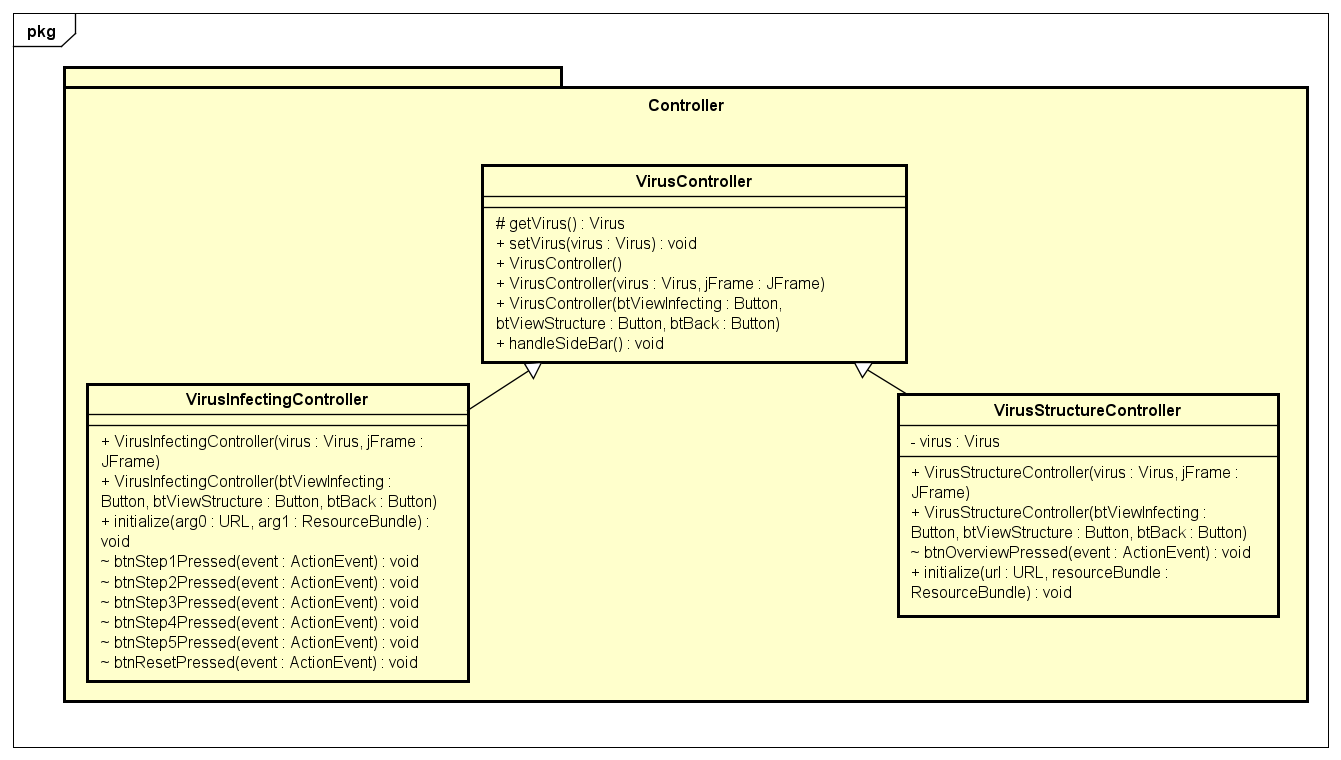 pkg
Controller
VirusController
# getVirus() : Virus
+ setVirus(virus : Virus) : void
+ VirusController()
+ VirusController(virus : Virus, jFrame : JFrame)
+ VirusController(btViewInfecting : Button,
btViewStructure : Button, btBack : Button)
+ handleSideBar() : void
VirusInfectingController
+ VirusInfectingController(virus : Virus, jFrame :
JFrame)
+ VirusInfectingController(btViewInfecting :
Button, btViewStructure : Button, btBack : Button)
+ initialize(arg0 : URL, arg1 : ResourceBundle) :
void
~ btnStep1Pressed(event : ActionEvent) : void
~ btnStep2Pressed(event : ActionEvent) : void
~ btnStep3Pressed(event : ActionEvent) : void
~ btnStep4Pressed(event : ActionEvent) : void
~ btnStep5Pressed(event : ActionEvent) : void
~ btnResetPressed(event : ActionEvent) : void
VirusStructureController
- virus : Virus
+ VirusStructureController(virus : Virus, jFrame :
JFrame)
+ VirusStructureController(btViewInfecting :
Button, btViewStructure : Button, btBack : Button)
~ btnOverviewPressed(event : ActionEvent) : void
+ initialize(url : URL, resourceBundle :
ResourceBundle) : void